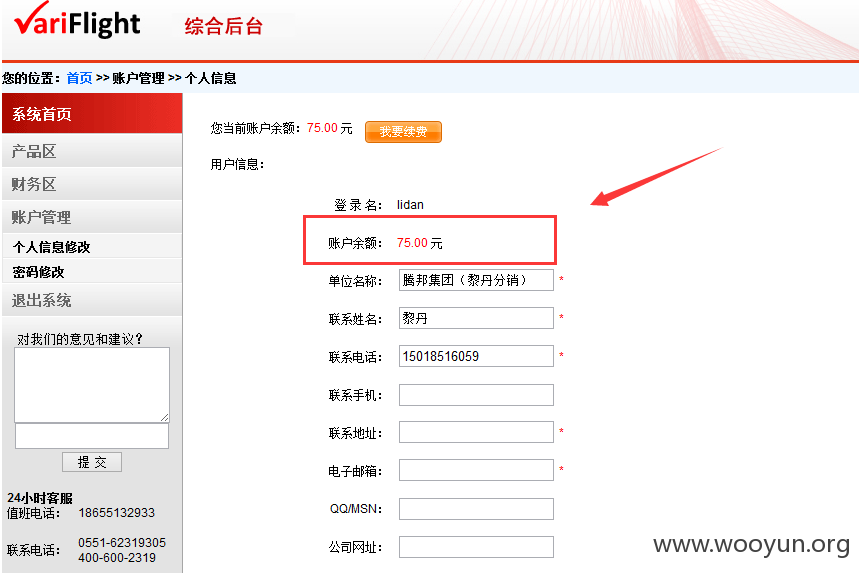 VariFlight 综合后台
您的位置：首页 >> 账户管理 >> 个人信息
系统首页
产品区
财务区
账户管理
个人信息修改
密码修改
退出系统
对我们的意见和建议？
提 交
24小时客服
值班电话： 18655132933
联系电话： 0551-62319305
400-600-2319
您当前账户余额：75.00 元 我要续费
用户信息：
登 录 名： lidan
账户余额： 75.00 元
单位名称： 腾邦集团（黎丹分销） *
联系姓名： 黎丹 *
联系电话： 15018516059 *
联系手机：
联系地址： *
电子邮箱： *
QQ/MSN：
公司网址：
www.wooyun.org